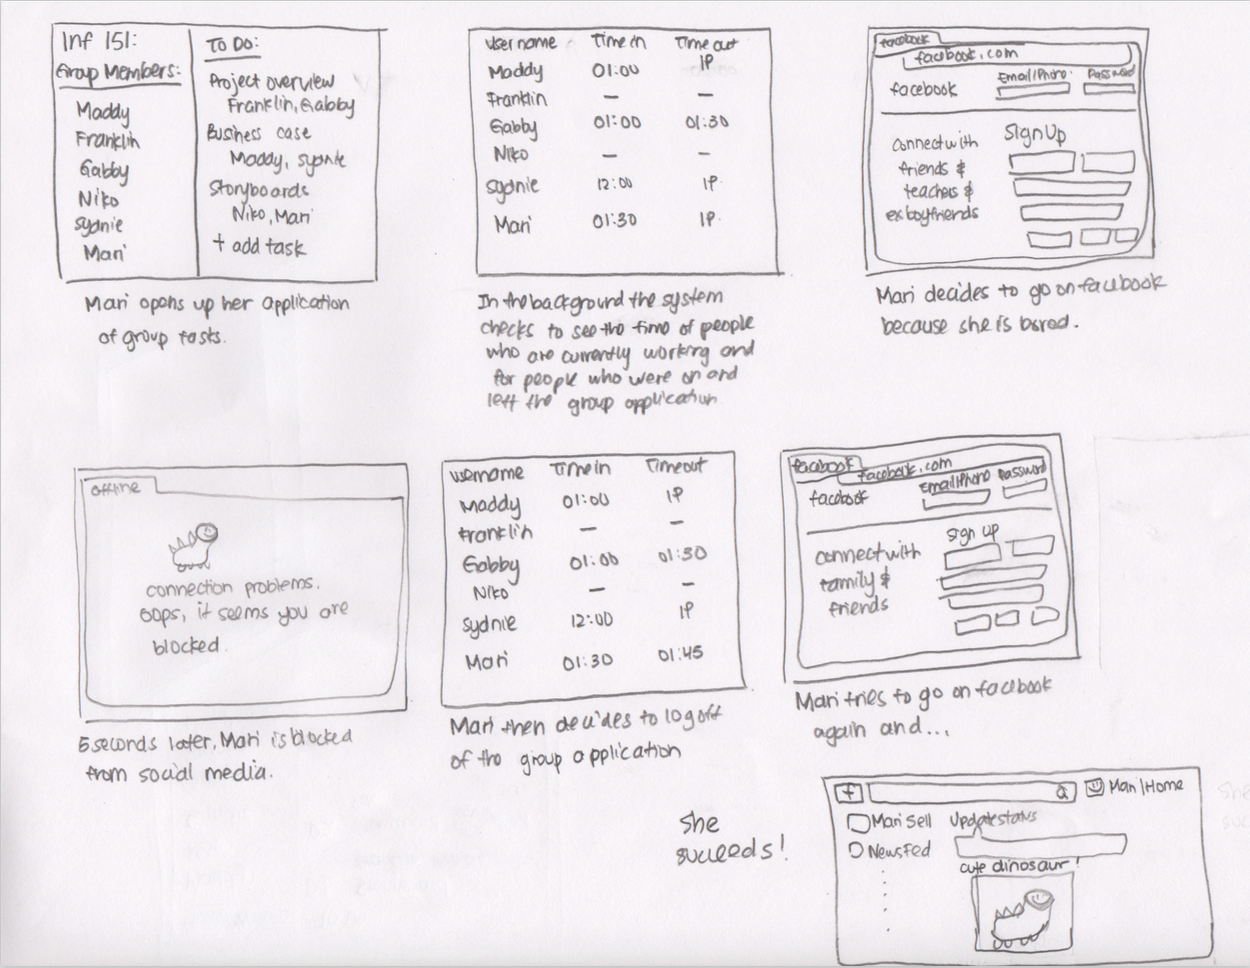 Inf 151:
Group Members:
Maddy
Franklin
Gabby
Niko
Sydnie
Mari
To Do:
Project overview
Franklin, Gabby
Business case
Maddy, Sydnie
Storyboards
Niko, Mari
+ add task
Mari opens up her application
of group tasks.
username Time in Time out
Maddy 01:00 IP
Franklin — —
Gabby 01:00 01:30
Niko — —
Sydnie 12:00 IP
Mari 01:30 IP
In the background the system
checks to see the time of people
who are currently working and
for people who were on and
left the group application
facebook
facebook.com
facebook Email/Phone Password
connect with
friends &
teachers &
exboyfriends
Sign Up
Mari decides to go on facebook
because she is bored.
offline
connection problems.
oops, it seems you are
blocked.
5 seconds later, Mari is blocked
from social media.
username Time in Timeout
Maddy 01:00 IP
Franklin — —
Gabby 01:00 01:30
Niko — —
Sydnie 12:00 IP
Mari 01:30 01:45
Mari then decides to log off
of the group application
facebook
facebook.com
facebook Email/Phone Password
connect with
family &
friends
sign up
Mari tries to go on facebook
again and...
She
succeeds!
f Mari/Home
Mari Sell Update status
News Fed
cute dinosaur!